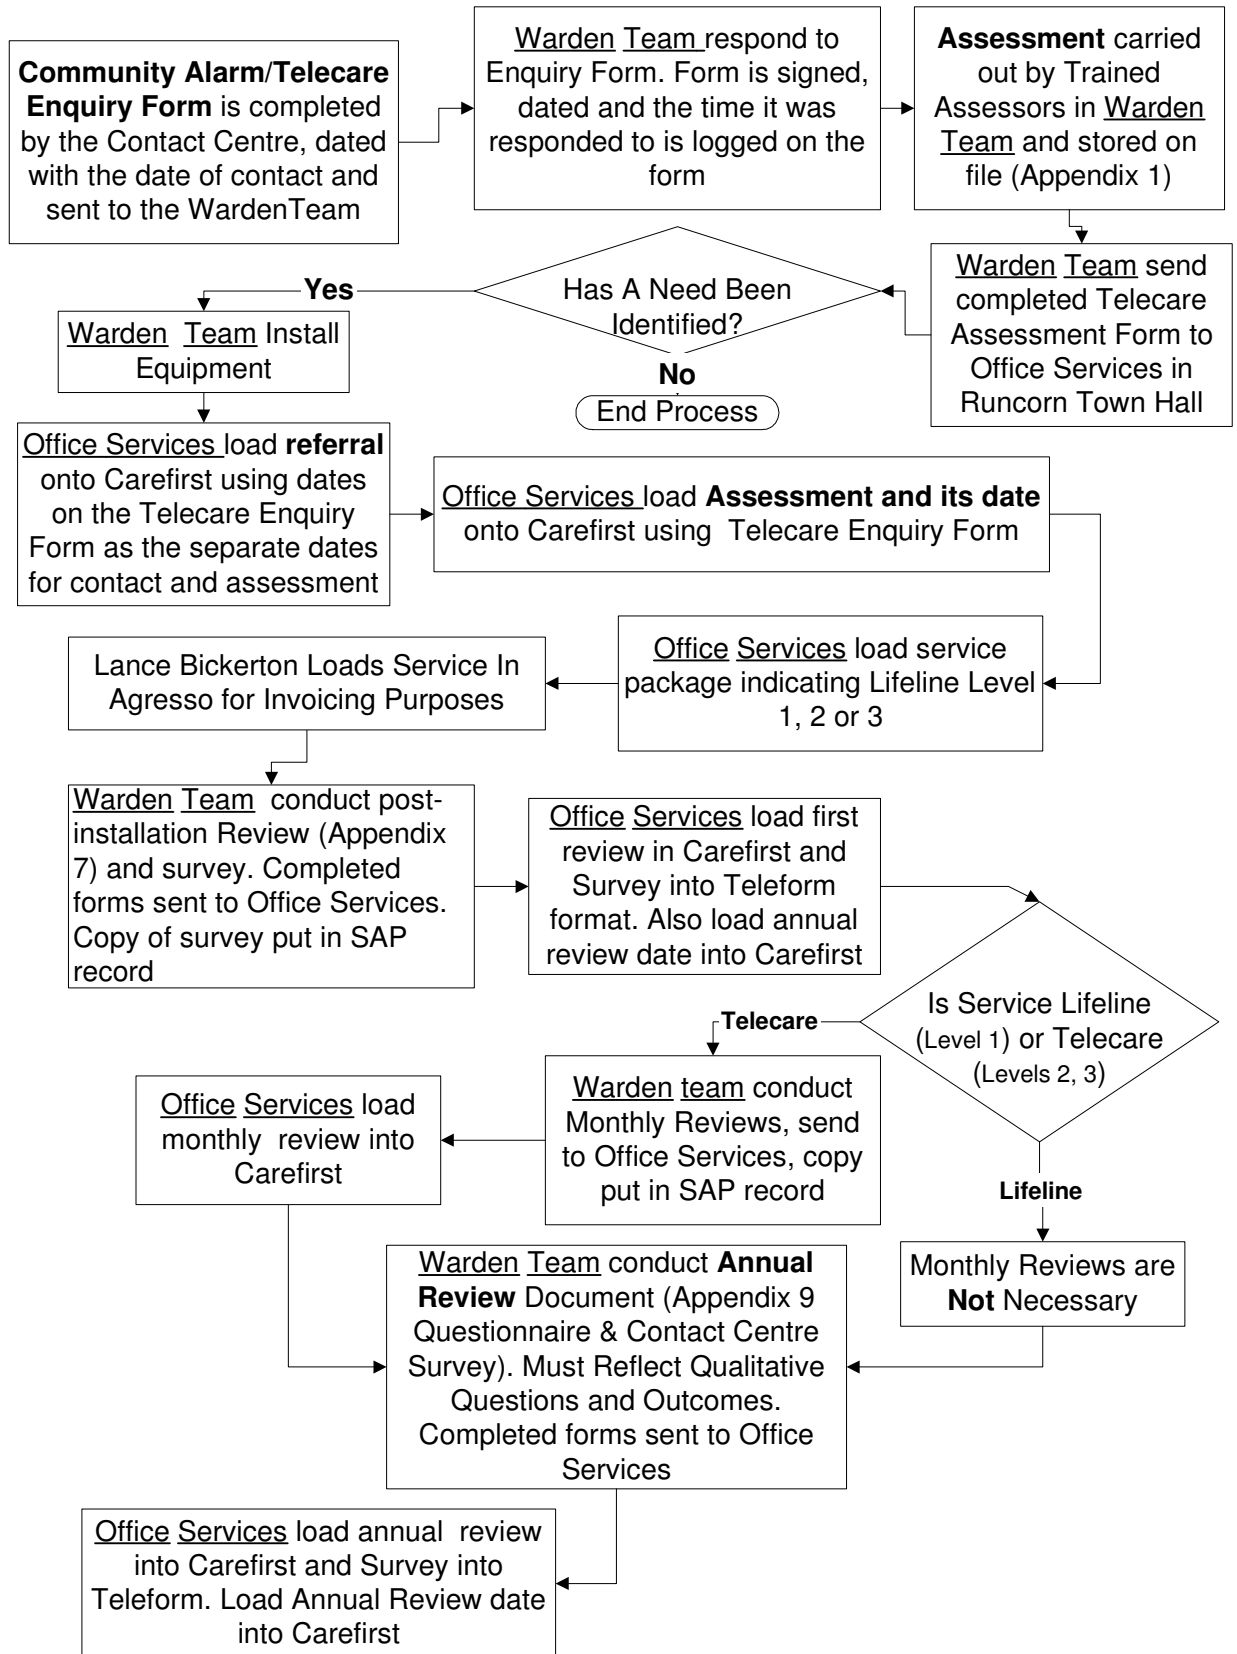 Community Alarm/Telecare
Enquiry Form is completed
by the Contact Centre, dated
with the date of contact and
sent to the WardenTeam
Warden Team respond to
Enquiry Form. Form is signed,
dated and the time it was
responded to is logged on the
form
Assessment carried
out by Trained
Assessors in Warden
Team and stored on
file (Appendix 1)
Warden Team send
completed Telecare
Assessment Form to
Office Services in
Runcorn Town Hall
Has A Need Been
Identified?
Yes
No
End Process
Warden Team Install
Equipment
Office Services load referral
onto Carefirst using dates
on the Telecare Enquiry
Form as the separate dates
for contact and assessment
Office Services load Assessment and its date
onto Carefirst using Telecare Enquiry Form
Office Services load service
package indicating Lifeline Level
1, 2 or 3
Lance Bickerton Loads Service In
Agresso for Invoicing Purposes
Warden Team conduct post-
installation Review (Appendix
7) and survey. Completed
forms sent to Office Services.
Copy of survey put in SAP
record
Office Services load first
review in Carefirst and
Survey into Teleform
format. Also load annual
review date into Carefirst
Is Service Lifeline
(Level 1) or Telecare
(Levels 2, 3)
Telecare
Warden team conduct
Monthly Reviews, send
to Office Services, copy
put in SAP record
Office Services load
monthly review into
Carefirst
Lifeline
Monthly Reviews are
Not Necessary
Warden Team conduct Annual
Review Document (Appendix 9
Questionnaire & Contact Centre
Survey). Must Reflect Qualitative
Questions and Outcomes.
Completed forms sent to Office
Services
Office Services load annual review
into Carefirst and Survey into
Teleform. Load Annual Review date
into Carefirst